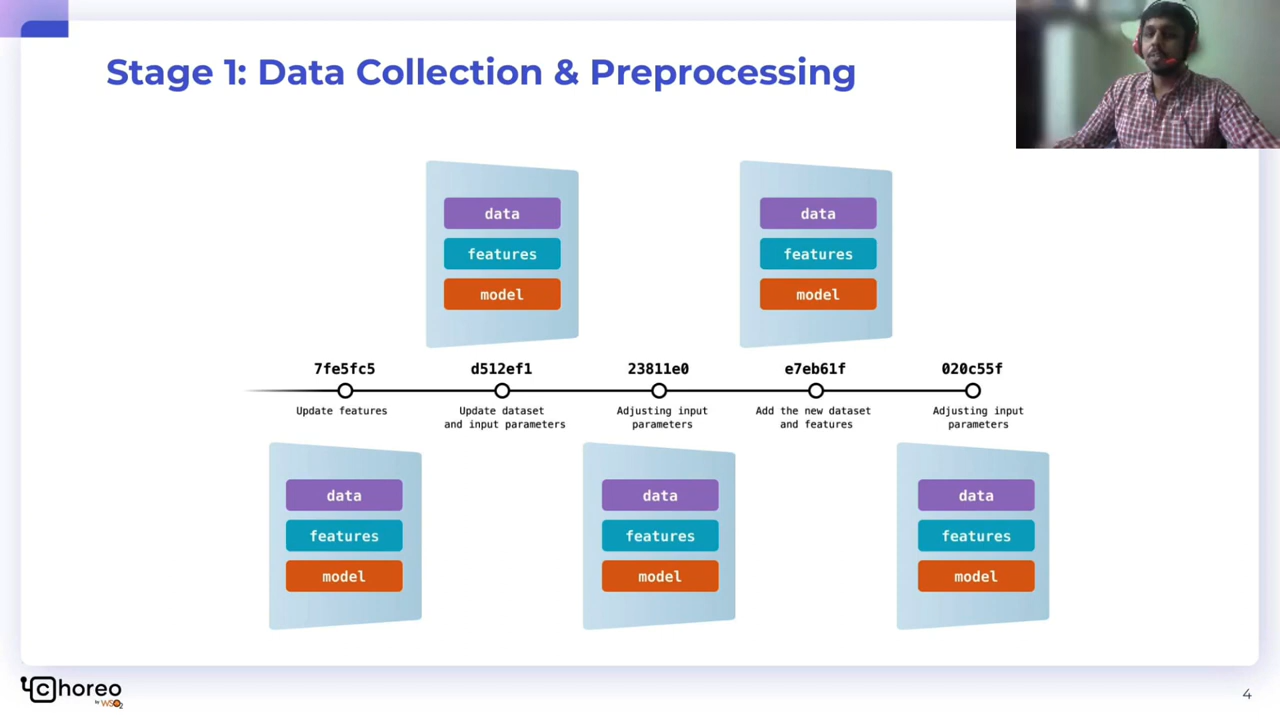 Stage 1: Data Collection & Preprocessing
data
features
model
data
features
model
7fe5fc5
d512ef1
23811e0
e7eb61f
020c55f
Update features
Update dataset
and input parameters
Adjusting input
parameters
Add the new dataset
and features
Adjusting input
parameters
data
features
model
data
features
model
data
features
model
choreo
by WSO2
4